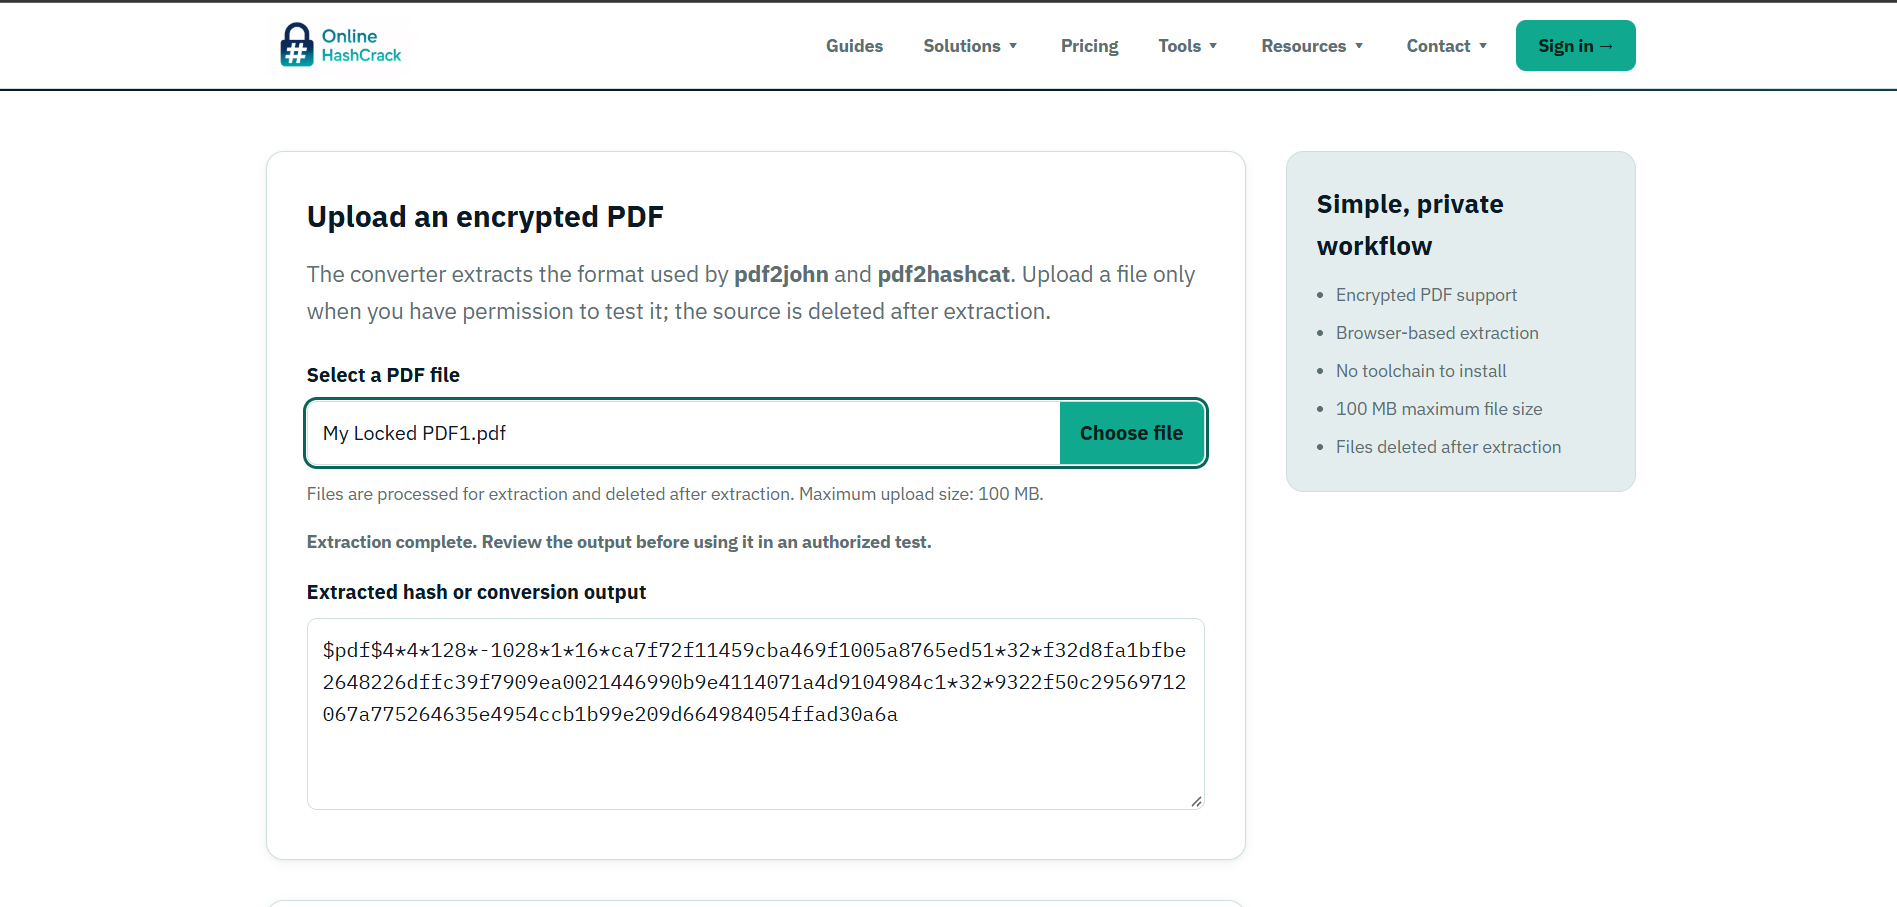 Online
HashCrack
Guides Solutions ▼ Pricing Tools ▼ Resources ▼ Contact ▼ Sign in →
Upload an encrypted PDF
The converter extracts the format used by pdf2john and pdf2hashcat. Upload a file only
when you have permission to test it; the source is deleted after extraction.
Select a PDF file
My Locked PDF1.pdf Choose file
Files are processed for extraction and deleted after extraction. Maximum upload size: 100 MB.
Extraction complete. Review the output before using it in an authorized test.
Extracted hash or conversion output
$pdf$4*4*128*-1028*1*16*ca7f72f11459cba469f1005a8765ed51*32*f32d8fa1bfbe
2648226dffc39f7909ea0021446990b9e4114071a4d9104984c1*32*9322f50c29569712
067a775264635e4954ccb1b99e209d664984054ffad30a6a
Simple, private
workflow
• Encrypted PDF support
• Browser-based extraction
• No toolchain to install
• 100 MB maximum file size
• Files deleted after extraction